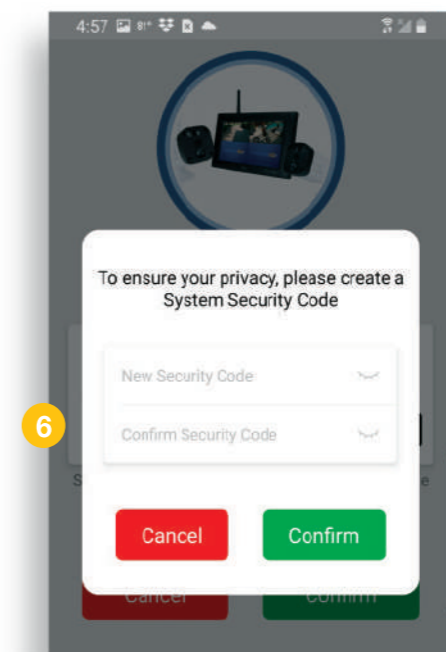 4:57
To ensure your privacy, please create a
System Security Code
New Security Code
6
Confirm Security Code
S
e
Cancel Confirm
Cancel Confirm